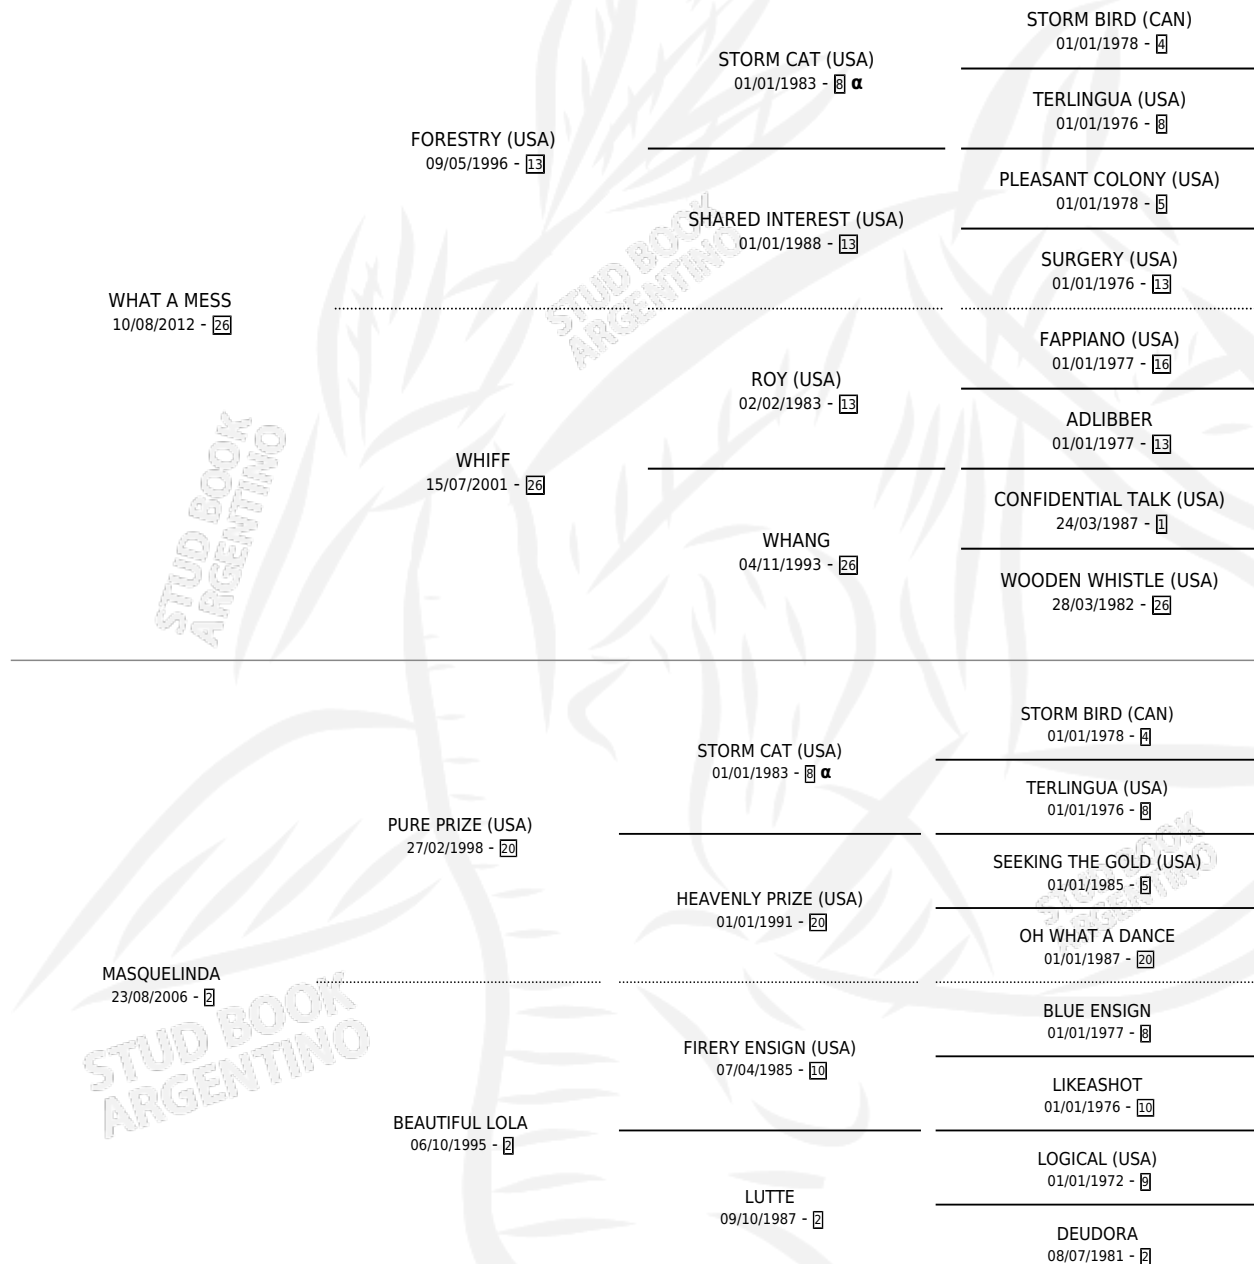 STORM BIRD (CAN)
01/01/1978 - 4
STORM CAT (USA)
01/01/1983 - 8 α
TERLINGUA (USA)
01/01/1976 - 8
FORESTRY (USA)
09/05/1996 - 13
PLEASANT COLONY (USA)
01/01/1978 - 5
SHARED INTEREST (USA)
01/01/1988 - 13
SURGERY (USA)
01/01/1976 - 13
WHAT A MESS
10/08/2012 - 26
FAPPIANO (USA)
01/01/1977 - 16
ROY (USA)
02/02/1983 - 13
ADLIBBER
01/01/1977 - 13
WHIFF
15/07/2001 - 26
CONFIDENTIAL TALK (USA)
24/03/1987 - 1
WHANG
04/11/1993 - 26
WOODEN WHISTLE (USA)
28/03/1982 - 26
STORM BIRD (CAN)
01/01/1978 - 4
STORM CAT (USA)
01/01/1983 - 8 α
TERLINGUA (USA)
01/01/1976 - 8
PURE PRIZE (USA)
27/02/1998 - 20
SEEKING THE GOLD (USA)
01/01/1985 - 5
HEAVENLY PRIZE (USA)
01/01/1991 - 20
OH WHAT A DANCE
01/01/1987 - 20
MASQUELINDA
23/08/2006 - 2
BLUE ENSIGN
01/01/1977 - 8
FIRERY ENSIGN (USA)
07/04/1985 - 10
LIKEASHOT
01/01/1976 - 10
BEAUTIFUL LOLA
06/10/1995 - 2
LOGICAL (USA)
01/01/1972 - 9
LUTTE
09/10/1987 - 2
DEUDORA
08/07/1981 - 2
STUD BOOK
ARGENTINO
STUD BOOK
ARGENTINO
STUD BOOK
ARGENTINO
STUD BOOK
ARGENTINO